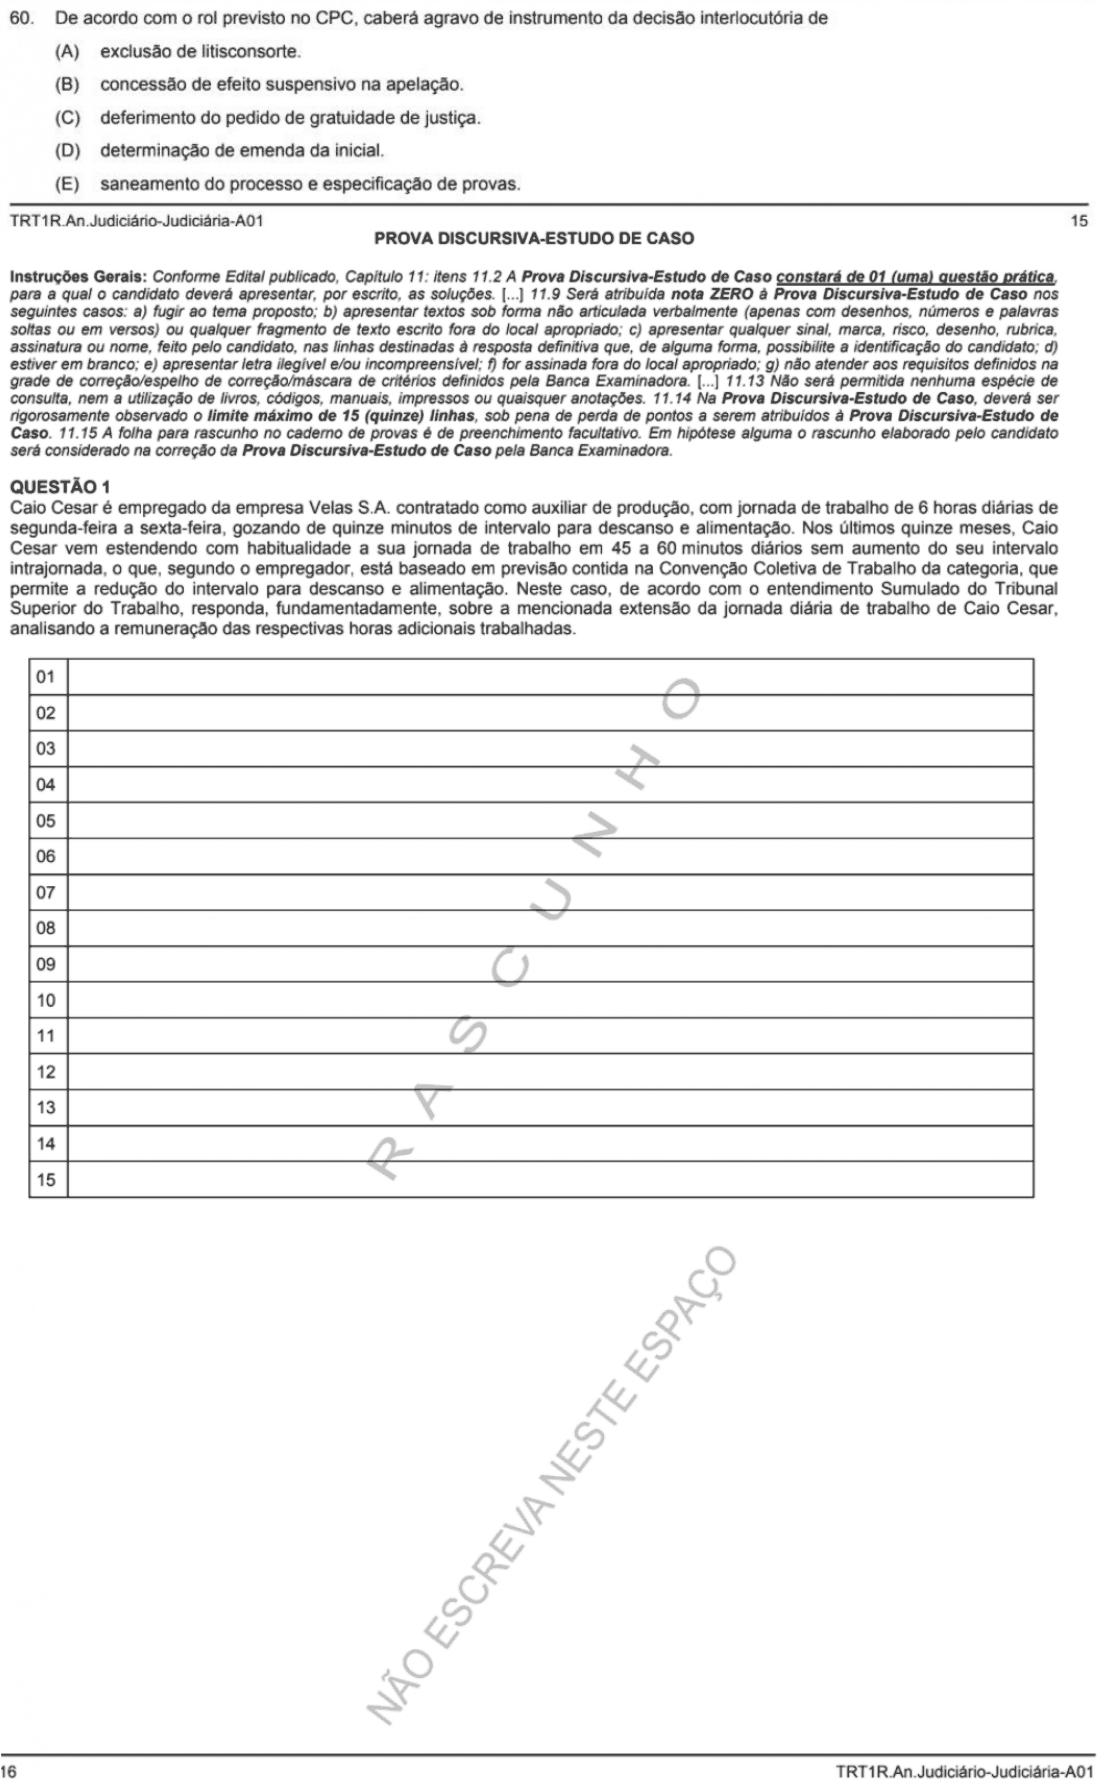 60. De acordo com o rol previsto no CPC, caberá agravo de instrumento da decisão interlocutória de
(A) exclusão de litisconsorte.
(B) concessão de efeito suspensivo na apelação.
(C) deferimento do pedido de gratuidade de justiça.
(D) determinação de emenda da inicial.
(E) saneamento do processo e especificação de provas.
TRT1R.An.Judiciário-Judiciária-A01 15
PROVA DISCURSIVA-ESTUDO DE CASO
Instruções Gerais: Conforme Edital publicado, Capítulo 11: itens 11.2 A Prova Discursiva-Estudo de Caso constará de 01 (uma) questão prática,
para a qual o candidato deverá apresentar, por escrito, as soluções. [...] 11.9 Será atribuída nota ZERO à Prova Discursiva-Estudo de Caso nos
seguintes casos: a) fugir ao tema proposto; b) apresentar textos sob forma não articulada verbalmente (apenas com desenhos, números e palavras
soltas ou em versos) ou qualquer fragmento de texto escrito fora do local apropriado; c) apresentar qualquer sinal, marca, risco, desenho, rubrica,
assinatura ou nome, feito pelo candidato, nas linhas destinadas à resposta definitiva que, de alguma forma, possibilite a identificação do candidato; d)
estiver em branco; e) apresentar letra ilegível e/ou incompreensível; f) for assinada fora do local apropriado; g) não atender aos requisitos definidos na
grade de correção/espelho de correção/máscara de critérios definidos pela Banca Examinadora. [...] 11.13 Não será permitida nenhuma espécie de
consulta, nem a utilização de livros, códigos, manuais, impressos ou quaisquer anotações. 11.14 Na Prova Discursiva-Estudo de Caso, deverá ser
rigorosamente observado o limite máximo de 15 (quinze) linhas, sob pena de perda de pontos a serem atribuídos à Prova Discursiva-Estudo de
Caso. 11.15 A folha para rascunho no caderno de provas é de preenchimento facultativo. Em hipótese alguma o rascunho elaborado pelo candidato
será considerado na correção da Prova Discursiva-Estudo de Caso pela Banca Examinadora.
QUESTÃO 1
Caio Cesar é empregado da empresa Velas S.A. contratado como auxiliar de produção, com jornada de trabalho de 6 horas diárias de
segunda-feira a sexta-feira, gozando de quinze minutos de intervalo para descanso e alimentação. Nos últimos quinze meses, Caio
Cesar vem estendendo com habitualidade a sua jornada de trabalho em 45 a 60 minutos diários sem aumento do seu intervalo
intrajornada, o que, segundo o empregador, está baseado em previsão contida na Convenção Coletiva de Trabalho da categoria, que
permite a redução do intervalo para descanso e alimentação. Neste caso, de acordo com o entendimento Sumulado do Tribunal
Superior do Trabalho, responda, fundamentadamente, sobre a mencionada extensão da jornada diária de trabalho de Caio Cesar,
analisando a remuneração das respectivas horas adicionais trabalhadas.
01
02
03
04
05
06
07
08
09
10
11
12
13
14
15
RASCUNHO
NÃO ESCREVA NESTE ESPAÇO
16 TRT1R.An.Judiciário-Judiciária-A01